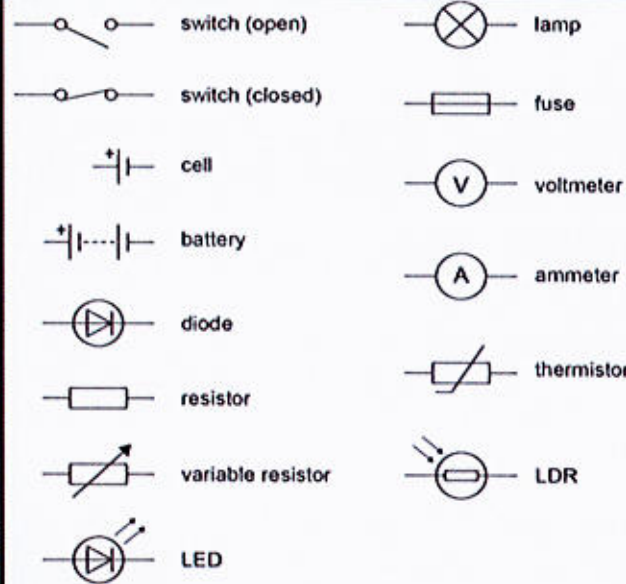 switch (open)
switch (closed)
+
cell
+
battery
diode
resistor
variable resistor
LED
lamp
fuse
V
voltmeter
A
ammeter
thermistor
LDR